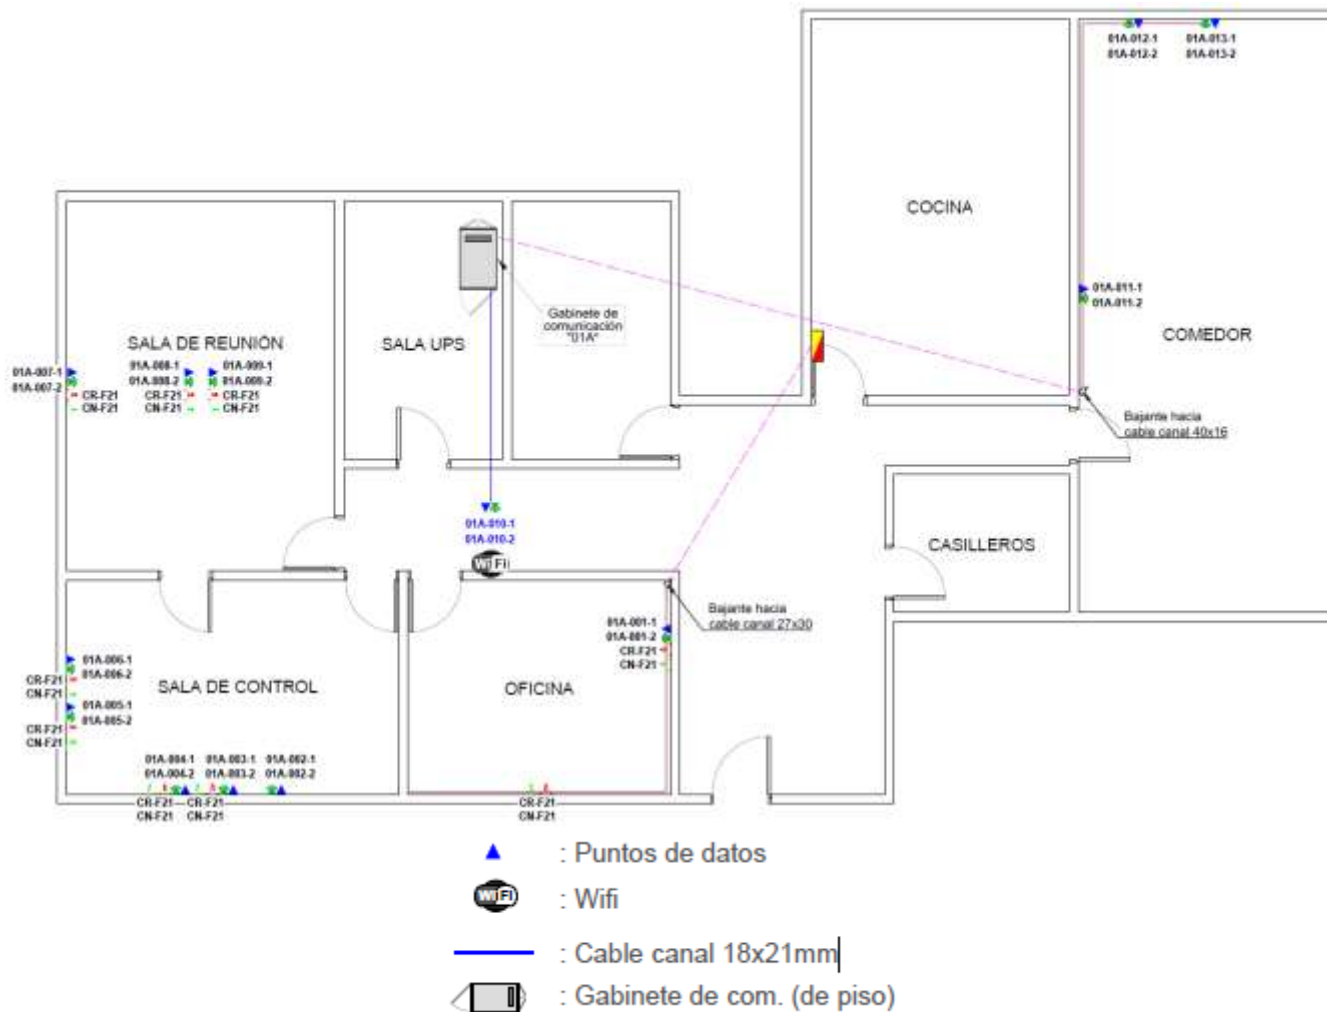 01A-012-1 01A-013-1
01A-012-2 01A-013-2
COCINA
01A-011-1
01A-011-2
COMEDOR
Gabinete de
comunicación
"01A"
SALA DE REUNIÓN
SALA UPS
01A-007-1
01A-007-2
CR-F21
CN-F21
01A-008-1 01A-009-1
01A-008-2 01A-009-2
CR-F21 CR-F21
CN-F21 CN-F21
Bajante hacia
cable canal 40x16
01A-010-1
01A-010-2
WiFi
CASILLEROS
Bajante hacia
cable canal 27x30
01A-001-1
01A-001-2
CR-F21
CN-F21
OFICINA
01A-006-1
01A-006-2
CR-F21
CN-F21
SALA DE CONTROL
01A-005-1
01A-005-2
CR-F21
CN-F21
01A-004-1 01A-003-1 01A-002-1
01A-004-2 01A-003-2 01A-002-2
CR-F21 CR-F21
CN-F21 CN-F21
CR-F21
CN-F21
: Puntos de datos
WiFi : Wifi
: Cable canal 18x21mm
: Gabinete de com. (de piso)